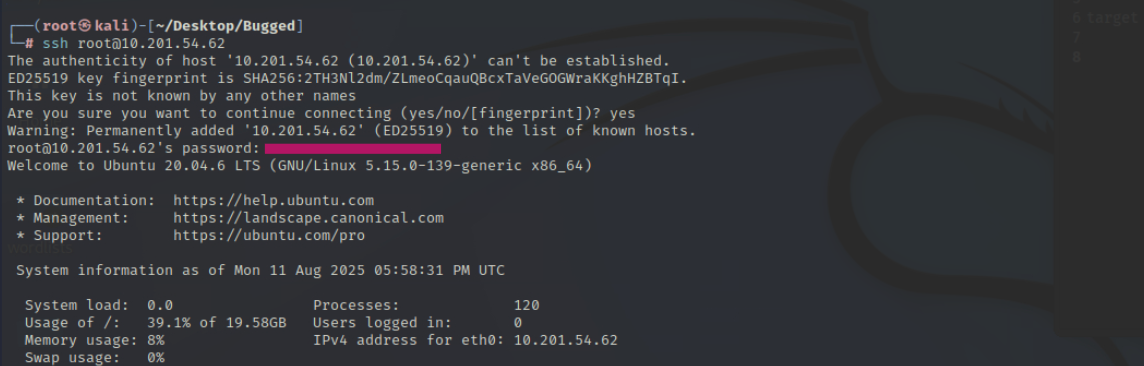 ┌──(root㉿kali)-[~/Desktop/Bugged]
└─# ssh root@10.201.54.62
The authenticity of host '10.201.54.62 (10.201.54.62)' can't be established.
ED25519 key fingerprint is SHA256:2TH3Nl2dm/ZLmeoCqauQBcxTaVeGOGWraKKghHZBTqI.
This key is not known by any other names
Are you sure you want to continue connecting (yes/no/[fingerprint])? yes
Warning: Permanently added '10.201.54.62' (ED25519) to the list of known hosts.
root@10.201.54.62's password:
Welcome to Ubuntu 20.04.6 LTS (GNU/Linux 5.15.0-139-generic x86_64)
* Documentation:  https://help.ubuntu.com
* Management:     https://landscape.canonical.com
* Support:        https://ubuntu.com/pro
System information as of Mon 11 Aug 2025 05:58:31 PM UTC
System load:  0.0                Processes:             120
Usage of /:   39.1% of 19.58GB   Users logged in:       0
Memory usage: 8%                 IPv4 address for eth0: 10.201.54.62
Swap usage:   0%
6 target
7
8